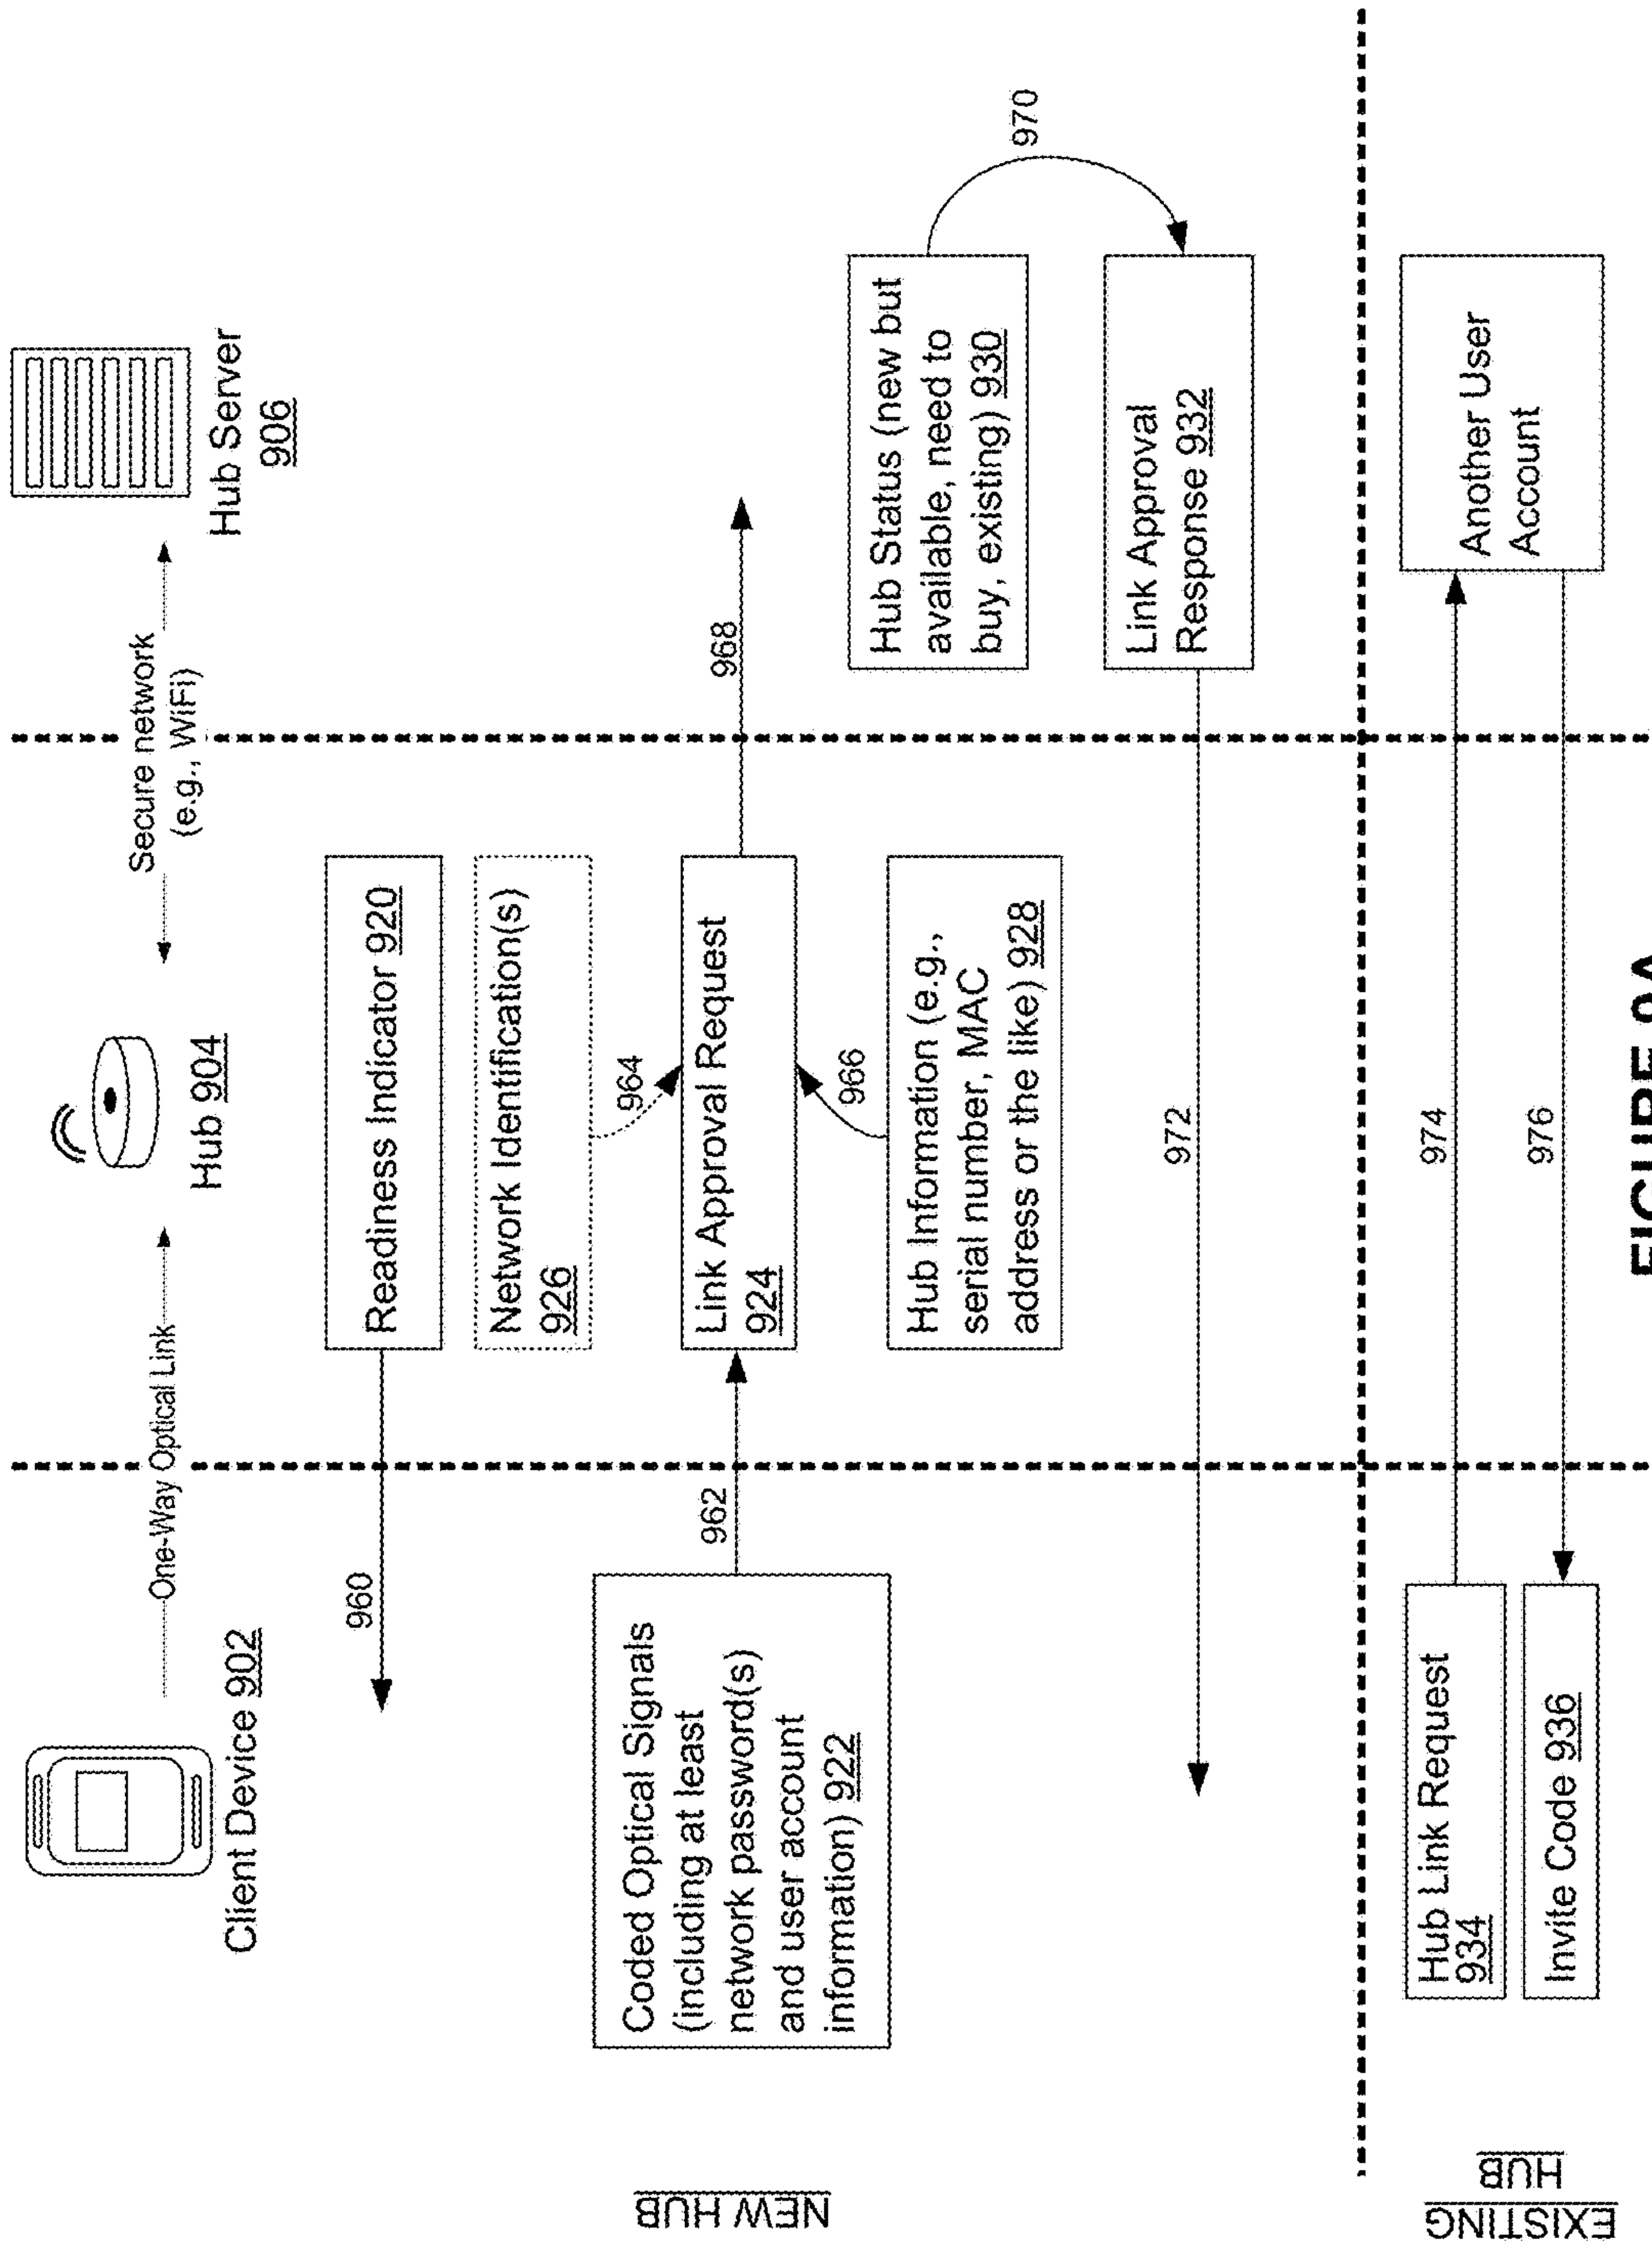 One-Way Optical Link
Secure network
(e.g., WiFi)
Client Device 902
Hub 904
Hub Server
906
NEW HUB
960
Readiness Indicator 920
Network Identification(s)
926
964
Coded Optical Signals
(including at least
network password(s)
and user account
information) 922
962
Link Approval Request
924
968
966
Hub Information (e.g.,
serial number, MAC
address or the like) 928
Hub Status (new but
available, need to
buy, existing) 930
970
Link Approval
Response 932
972
EXISTING
HUB
Hub Link Request
934
974
Another User
Account
Invite Code 936
976
FIGURE 9A